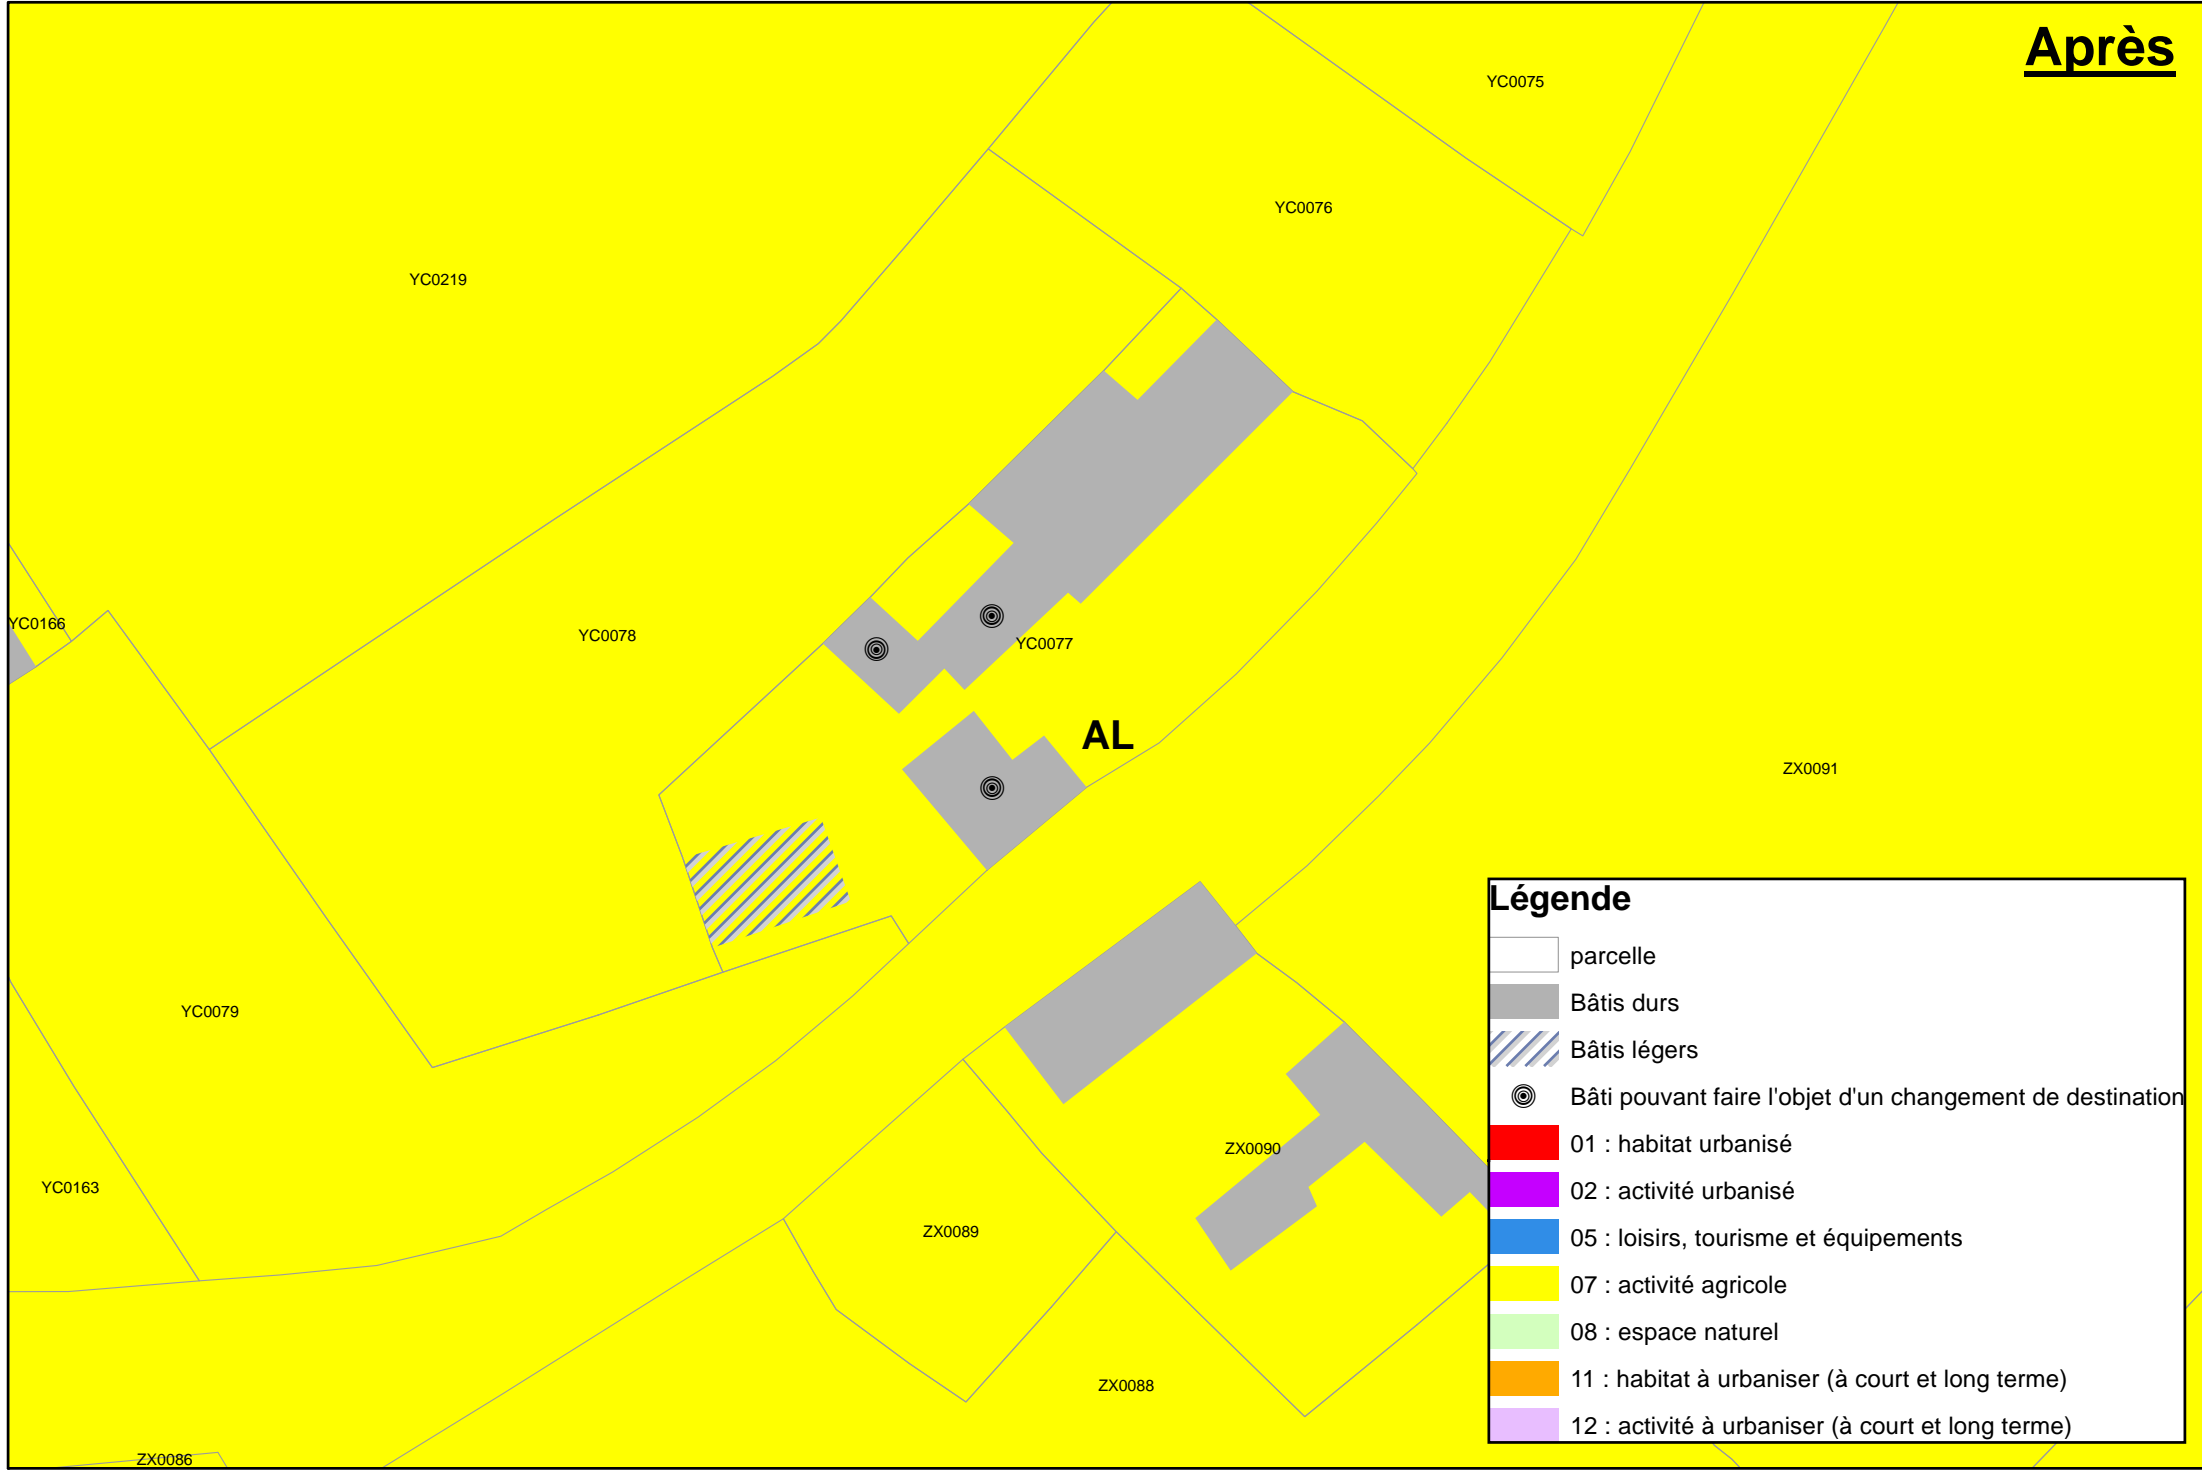 Après
YC0075
YC0076
YC0219
YC0166
YC0078
YC0077
AL
ZX0091
YC0079
ZX0090
YC0163
ZX0089
ZX0088
ZX0086
Légende
parcelle
Bâtis durs
Bâtis légers
Bâti pouvant faire l'objet d'un changement de destination
01 : habitat urbanisé
02 : activité urbanisé
05 : loisirs, tourisme et équipements
07 : activité agricole
08 : espace naturel
11 : habitat à urbaniser (à court et long terme)
12 : activité à urbaniser (à court et long terme)